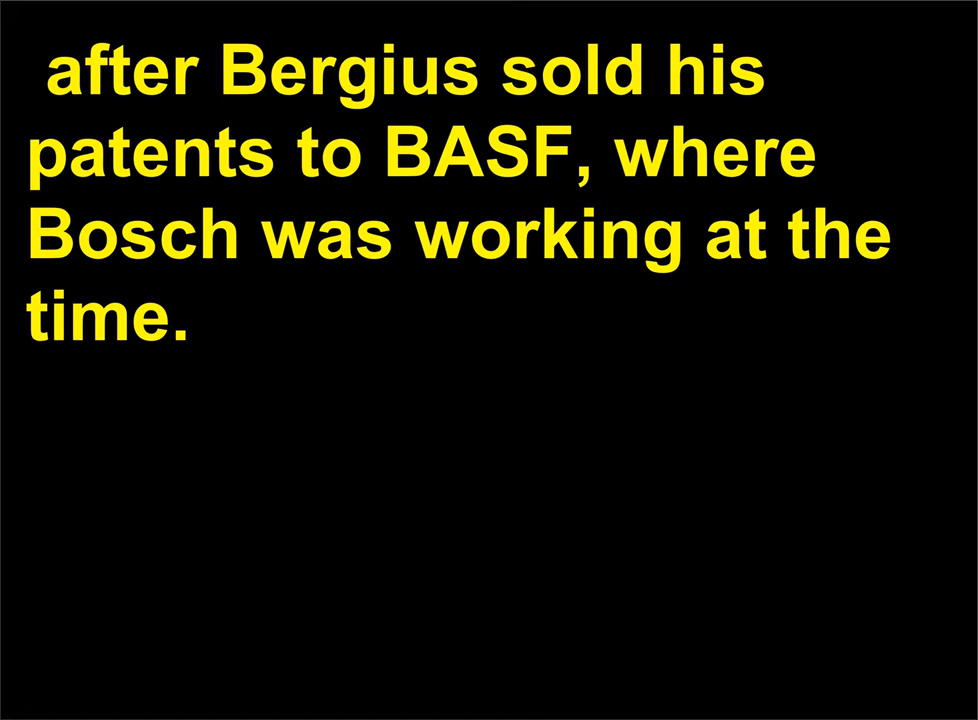 after Bergius sold his
patents to BASF, where
Bosch was working at the
time.